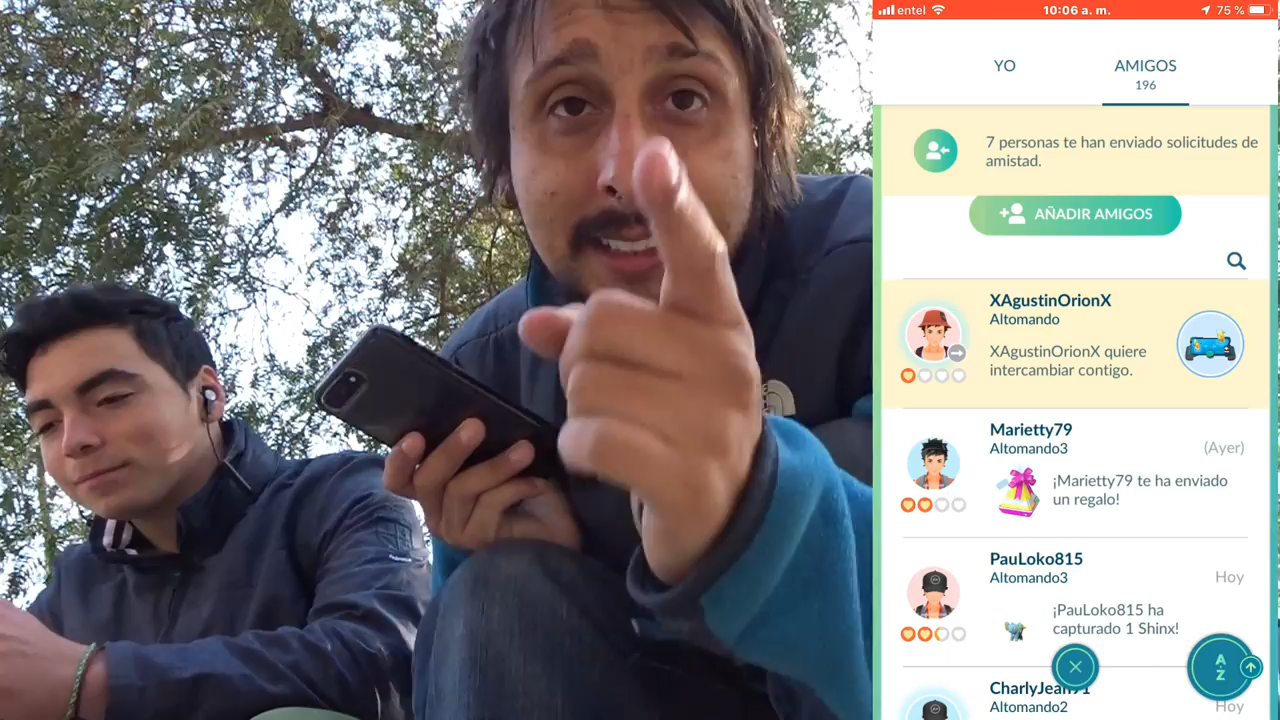 entel
10:06 a. m.
75 %
YO
AMIGOS
196
7 personas te han enviado solicitudes de
amistad.
AÑADIR AMIGOS
XAgustinOrionX
Altomando
XAgustinOrionX quiere
intercambiar contigo.
Marietty79
Altomando3
(Ayer)
¡Marietty79 te ha enviado
un regalo!
PauLoko815
Altomando3
Hoy
¡PauLoko815 ha
capturado 1 Shinx!
A
Z
CharlyJean91
Altomando2
Hoy